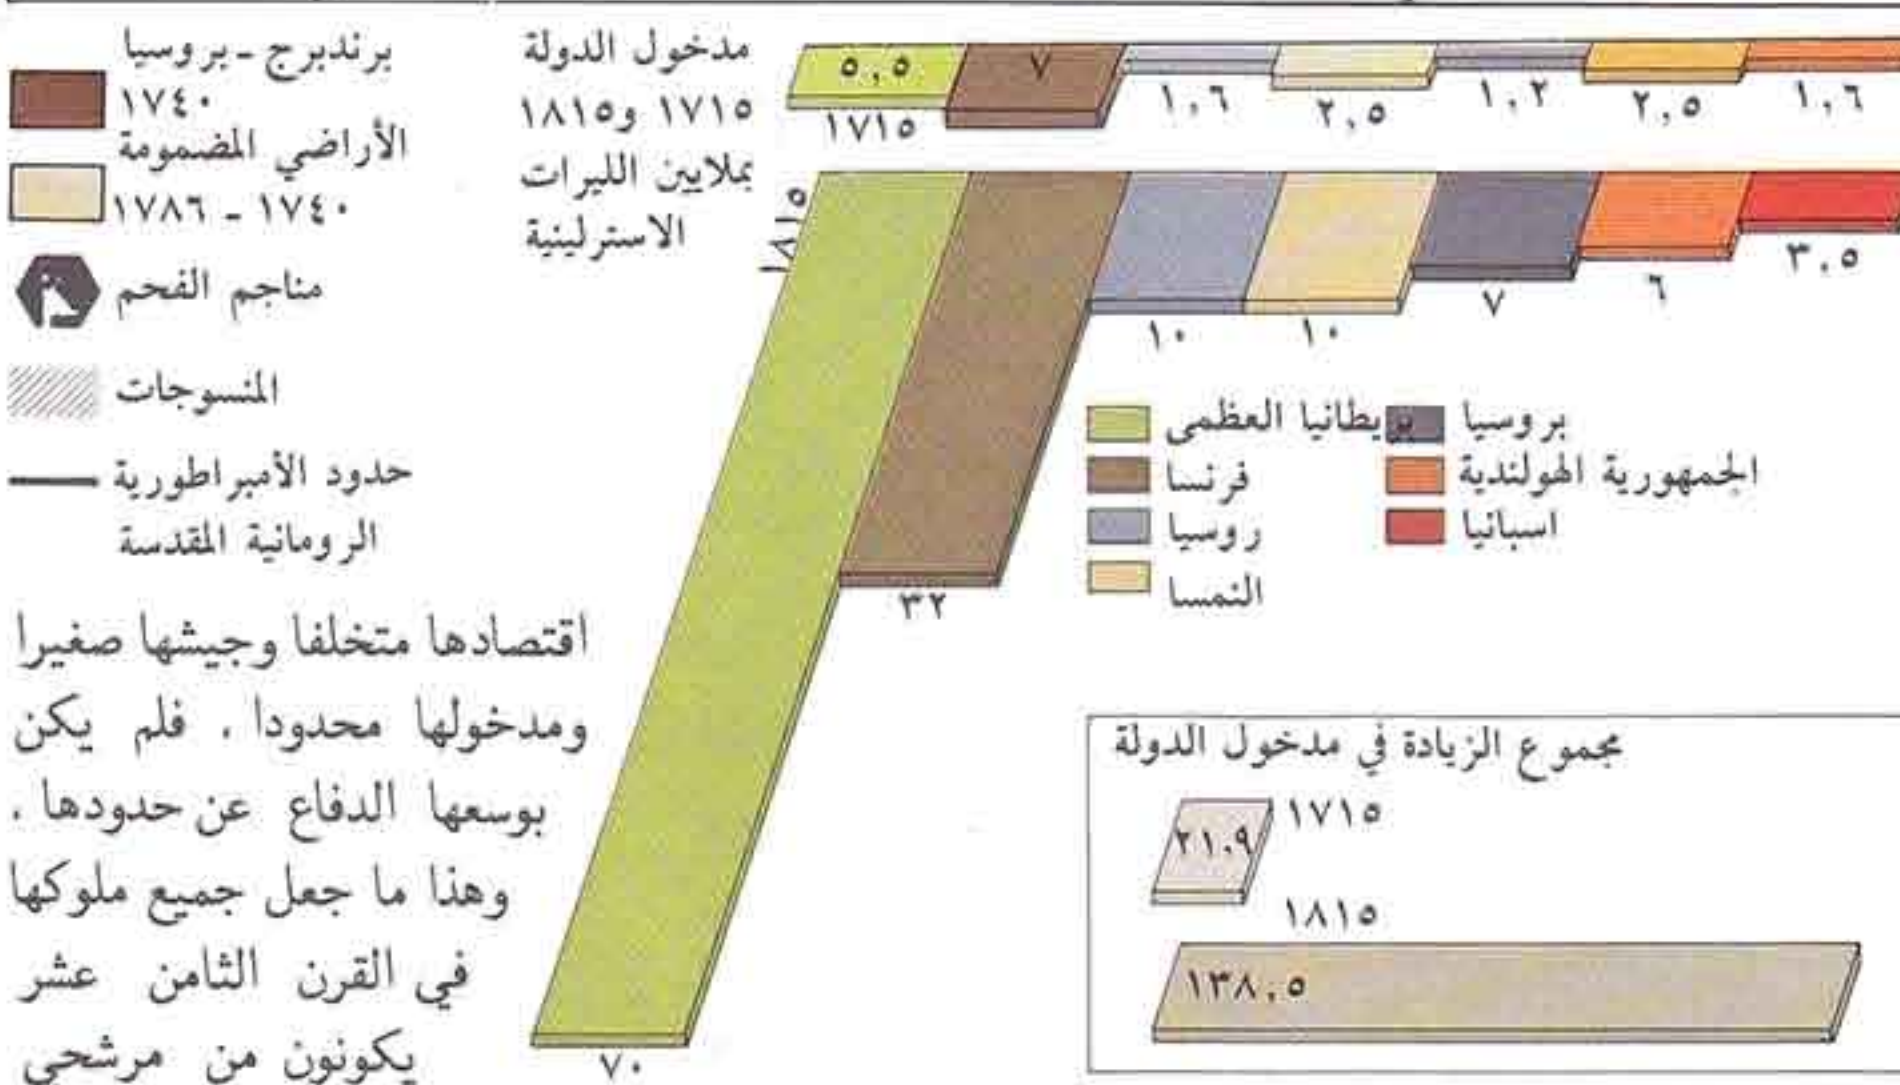 برندبرج ـ بروسيا
١٧٤٠
الأراضي المضمومة
١٧٤٠ - ١٧٨٦
مناجم الفحم
المنسوجات
حدود الأمبراطورية
الرومانية المقدسة
مدخول الدولة
١٧١٥ و١٨١٥
بملايين الليرات
الاسترلينية
٥,٥
٧
١,٦
٢,٥
١,٢
٢,٥
١,٦
١٧١٥
١٨١٥
٧٠
٣٢
١٠
١٠
٧
٦
٣,٥
بريطانيا العظمى
فرنسا
روسيا
النمسا
بروسيا
الجمهورية الهولندية
اسبانيا
مجموع الزيادة في مدخول الدولة
١٧١٥
٢١,٩
١٨١٥
١٣٨,٥
اقتصادها متخلفا وجيشها صغيرا
ومدخولها محدودا . فلم يكن
بوسعها الدفاع عن حدودها .
وهذا ما جعل جميع ملوكها
في القرن الثامن عشر
يكونون من مرشحي